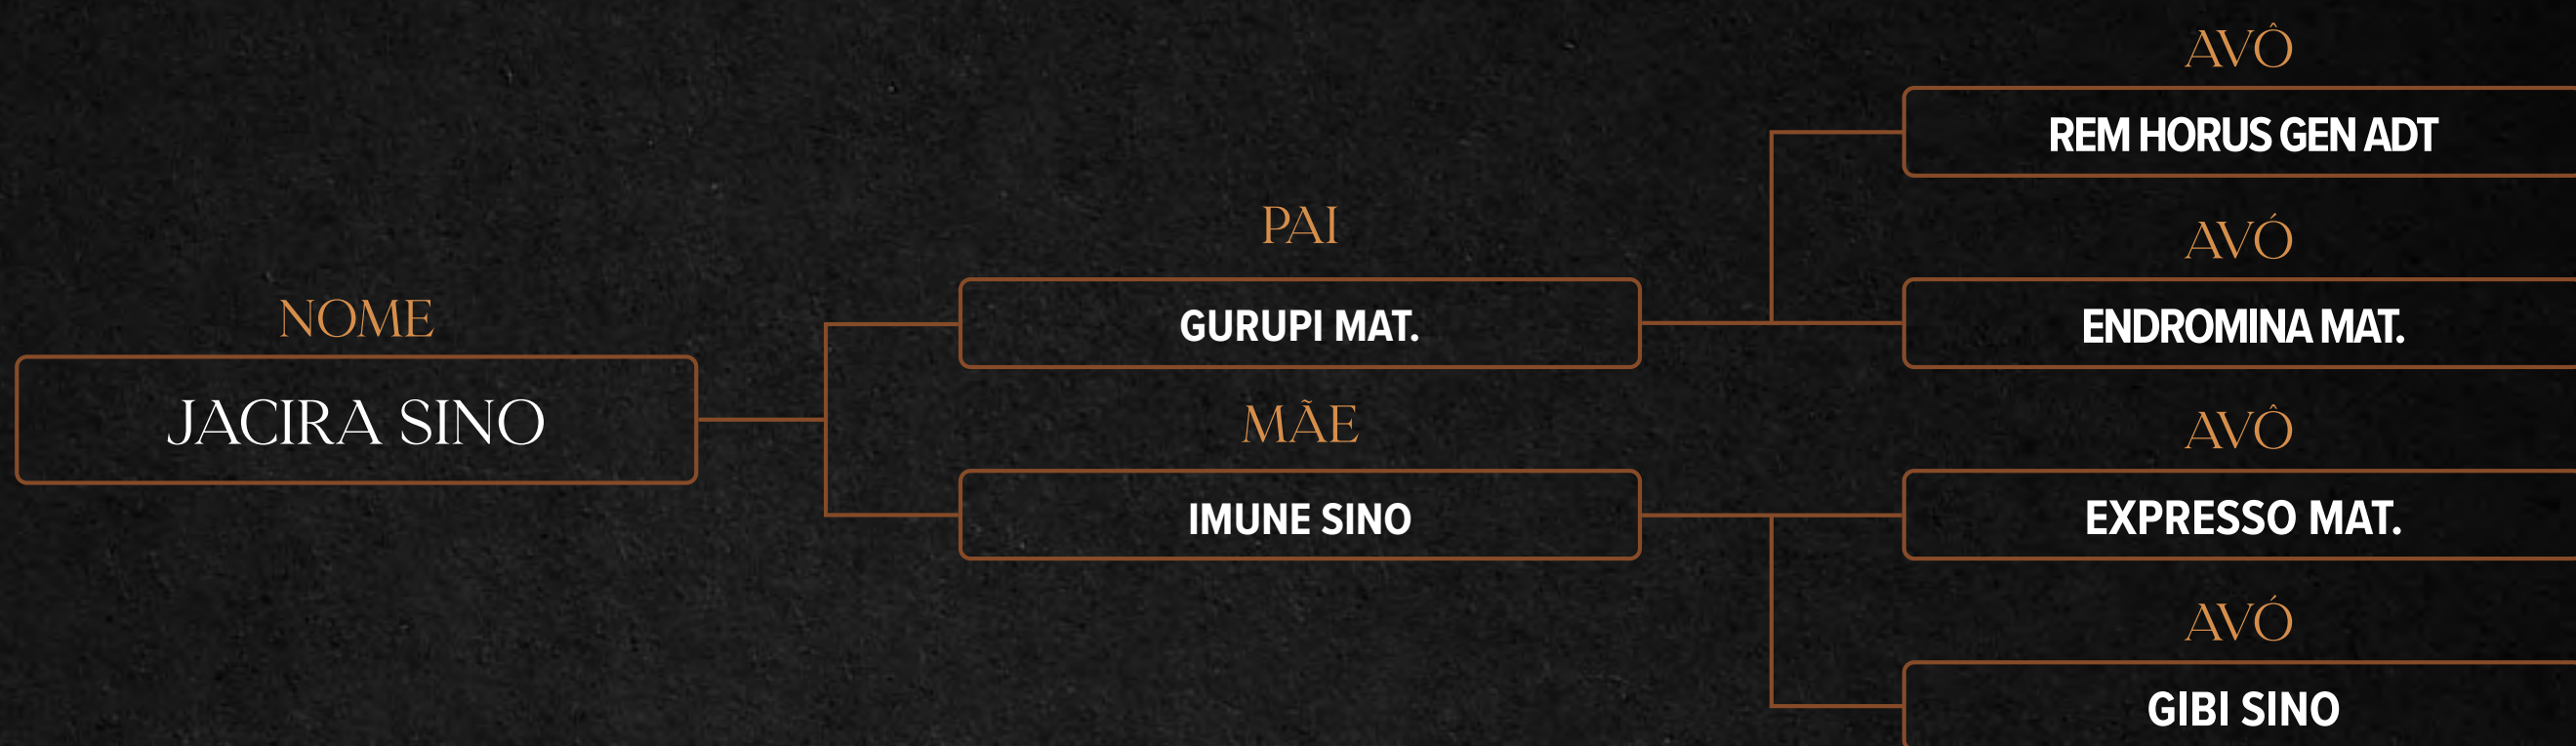 NOME
JACIRA SINO
PAI
GURUPI MAT.
MÃE
IMUNE SINO
AVÔ
REM HORUS GEN ADT
AVÓ
ENDROMINA MAT.
AVÔ
EXPRESSO MAT.
AVÓ
GIBI SINO